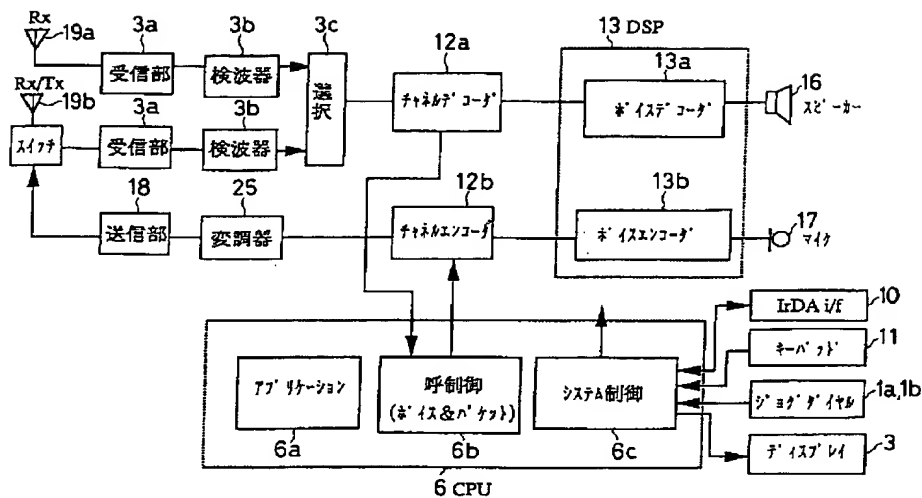 Rx
19a
3a
3b
3c
受信部
検波器
選択
12a
チャネルデコーダ
13 DSP
13a
ボイスデコーダ
16
スピーカー
Rx/Tx
19b
3a
3b
スイッチ
受信部
検波器
18
25
送信部
変調器
12b
チャネルエンコーダ
13b
ボイスエンコーダ
17
マイク
アプリケーション
6a
呼制御
(ボイス&パケット)
6b
システム制御
6c
6 CPU
IrDA i/f
10
キーパッド
11
ジョグダイヤル
1a,1b
ディスプレイ
3